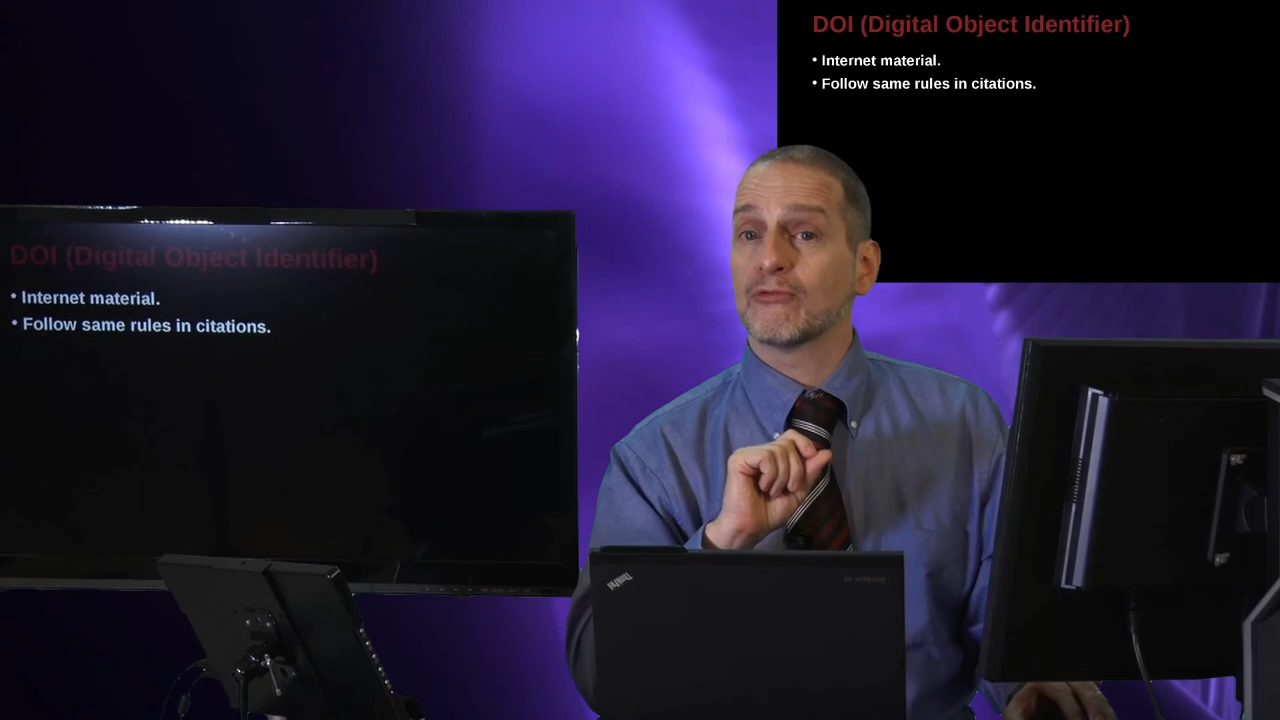 DOI (Digital Object Identifier)
• Internet material.
• Follow same rules in citations.
DOI (Digital Object Identifier)
• Internet material.
• Follow same rules in citations.
ThinkPad